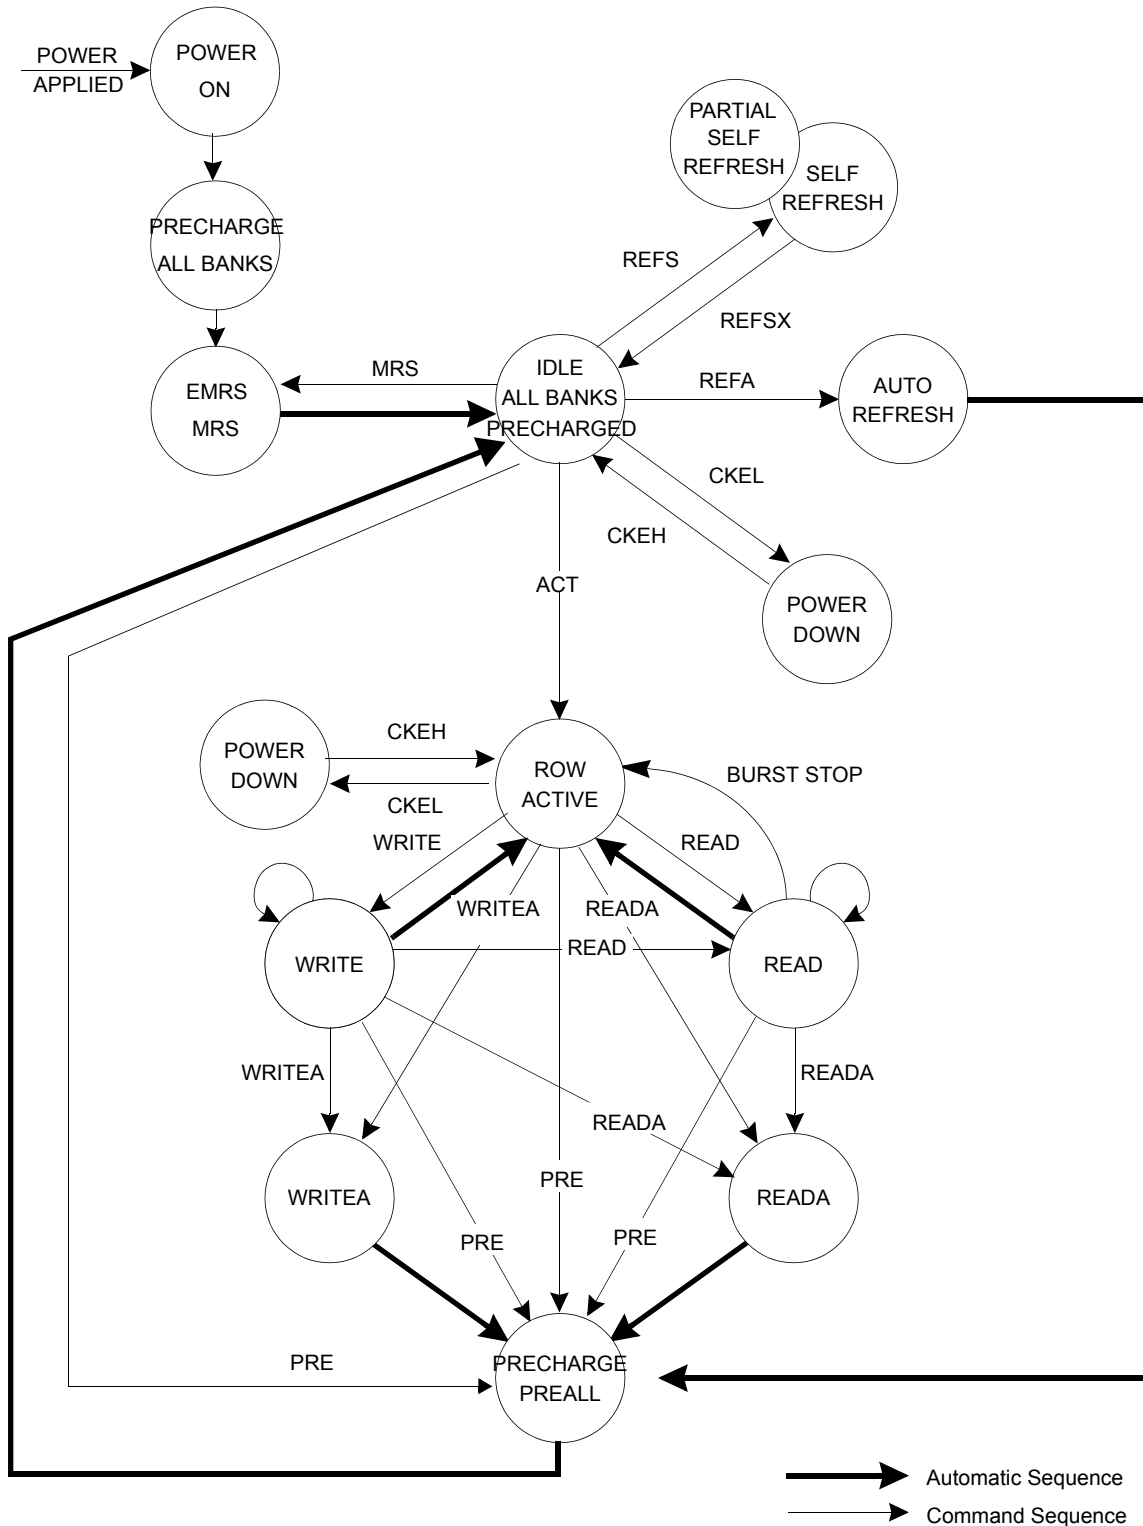 POWER
APPLIED
POWER
ON
PARTIAL
SELF
REFRESH
SELF
REFRESH
PRECHARGE
ALL BANKS
REFS
REFSX
EMRS
MRS
MRS
IDLE
ALL BANKS
PRECHARGED
REFA
AUTO
REFRESH
CKEL
CKEH
ACT
POWER
DOWN
POWER
DOWN
CKEH
CKEL
ROW
ACTIVE
BURST STOP
WRITE
READ
WRITEA
READA
WRITE
READ
READ
WRITEA
READA
READA
WRITEA
PRE
READA
PRE
PRE
PRE
PRECHARGE
PREALL
Automatic Sequence
Command Sequence